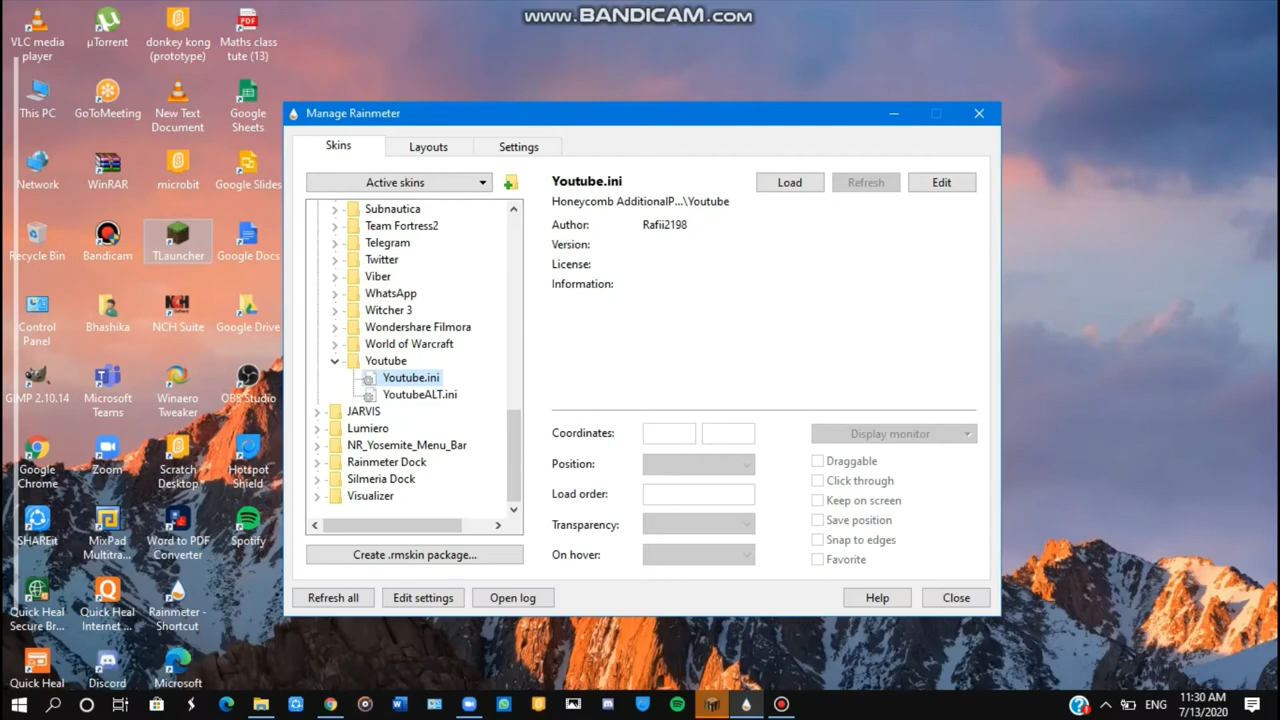 www.BANDICAM.com
VLC media player
µTorrent
donkey kong (prototype)
Maths class tute (13)
This PC
GoToMeeting
New Text Document
Google Sheets
Network
WinRAR
microbit
Google Slides
Recycle Bin
Bandicam
TLauncher
Google Docs
Control Panel
Bhashika
NCH Suite
Google Drive
GIMP 2.10.14
Microsoft Teams
Winaero Tweaker
OBS Studio
Google Chrome
Zoom
Scratch Desktop
Hotspot Shield
SHAREit
MixPad Multitra...
Word to PDF Converter
Spotify
Quick Heal Secure Br...
Quick Heal Internet ...
Rainmeter - Shortcut
Quick Heal
Discord
Microsoft
Manage Rainmeter
Skins
Layouts
Settings
Active skins
Subnautica
Team Fortress2
Telegram
Twitter
Viber
WhatsApp
Witcher 3
Wondershare Filmora
World of Warcraft
Youtube
Youtube.ini
YoutubeALT.ini
JARVIS
Lumiero
NR_Yosemite_Menu_Bar
Rainmeter Dock
Silmeria Dock
Visualizer
Create .rmskin package...
Youtube.ini
Load
Refresh
Edit
Honeycomb AdditionalP...\Youtube
Author: Rafii2198
Version:
License:
Information:
Coordinates:
Display monitor
Position:
Draggable
Click through
Load order:
Keep on screen
Save position
Transparency:
Snap to edges
On hover:
Favorite
Refresh all
Edit settings
Open log
Help
Close
ENG
11:30 AM
7/13/2020